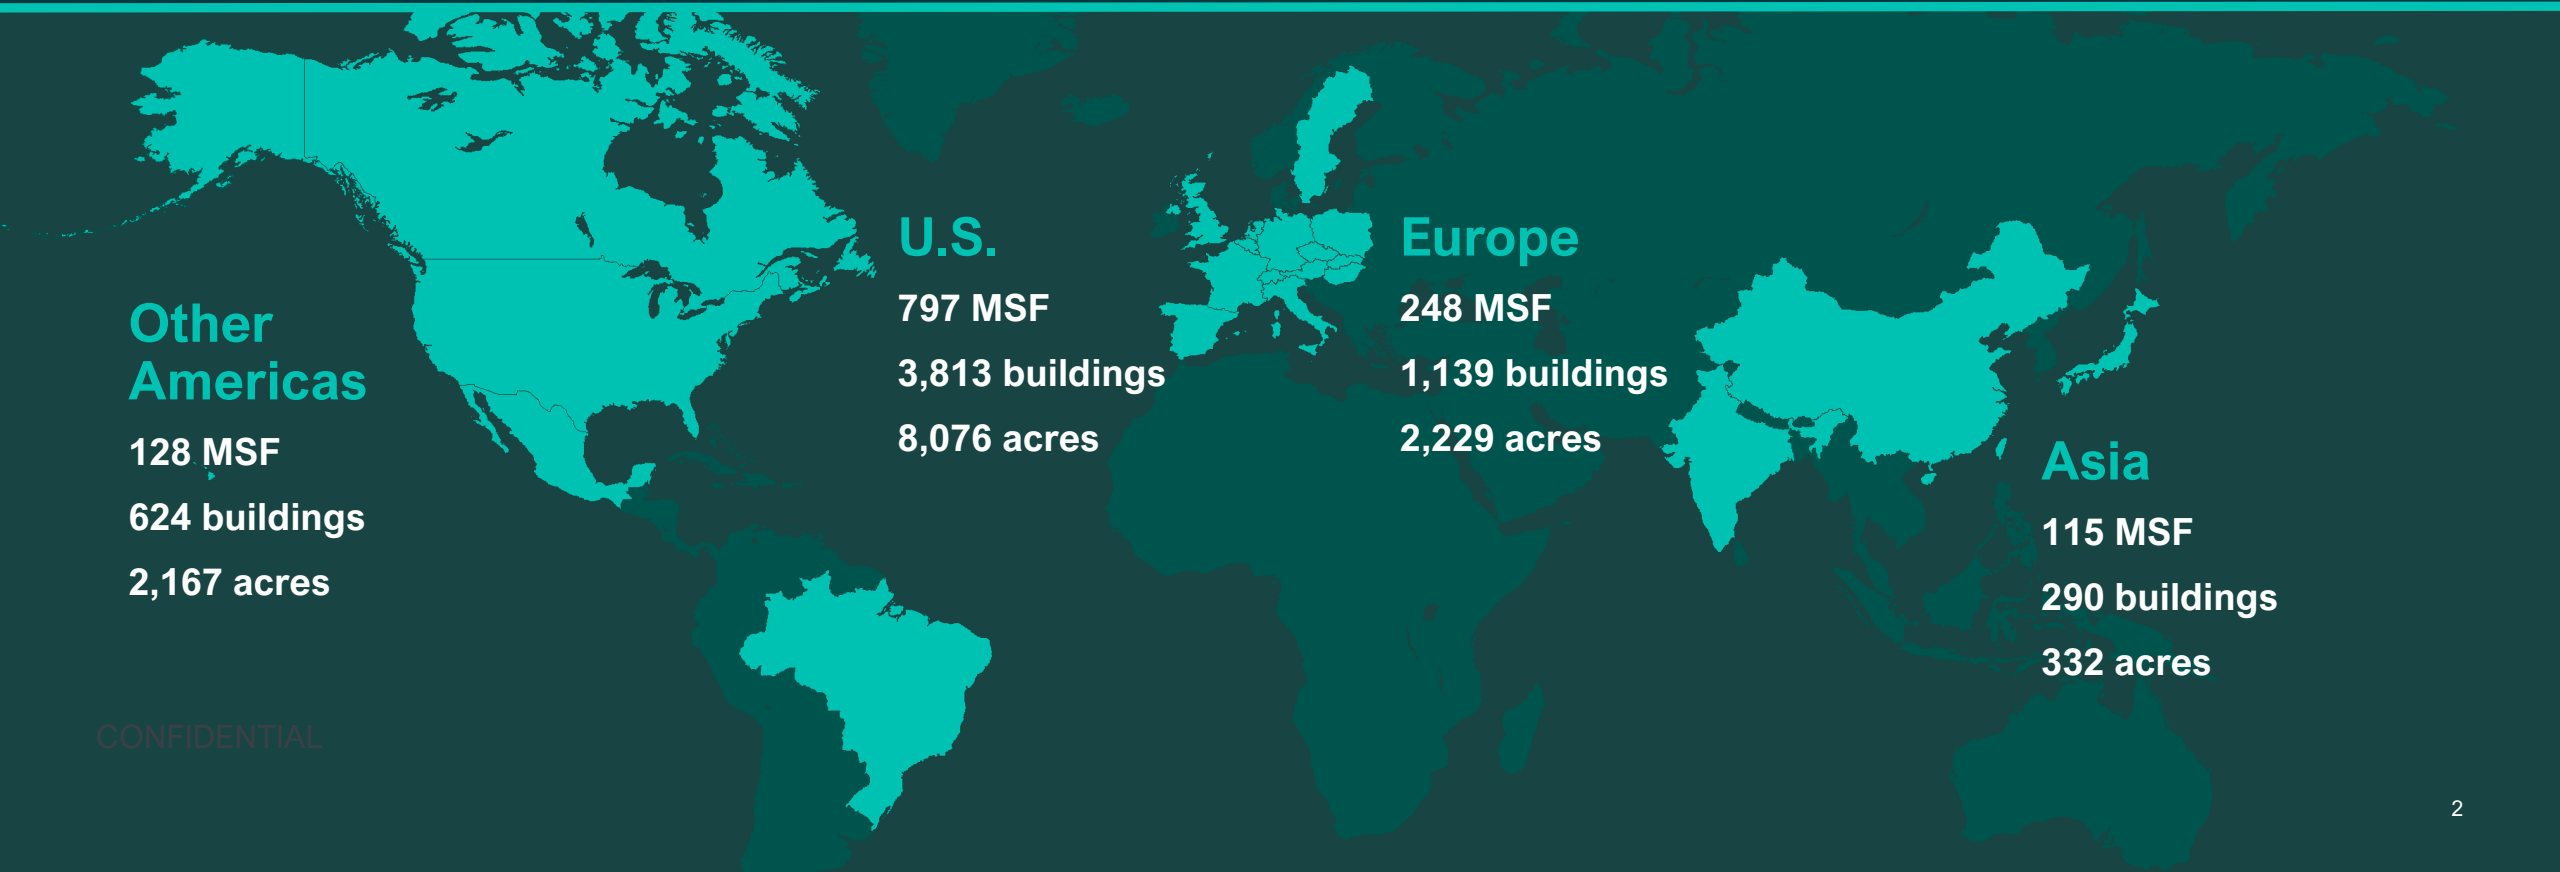 Other
Americas
128 MSF
624 buildings
2,167 acres
U.S.
797 MSF
3,813 buildings
8,076 acres
Europe
248 MSF
1,139 buildings
2,229 acres
Asia
115 MSF
290 buildings
332 acres
CONFIDENTIAL
2